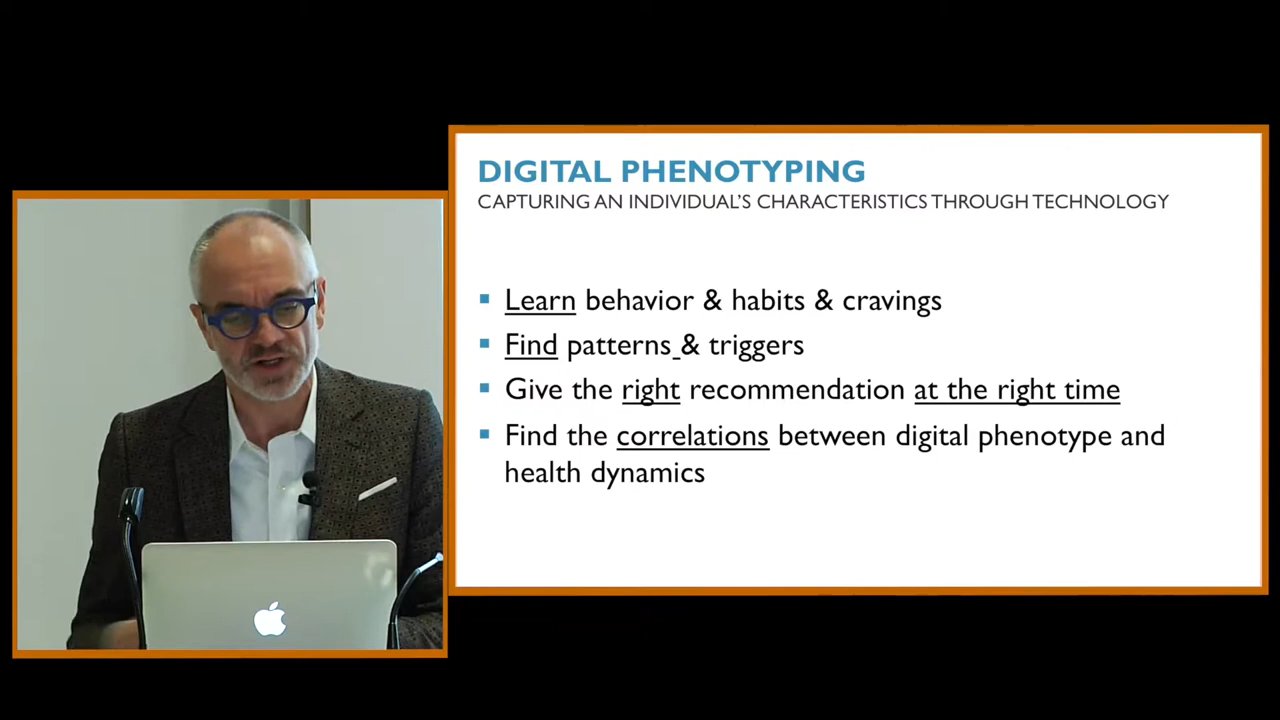 DIGITAL PHENOTYPING
CAPTURING AN INDIVIDUAL'S CHARACTERISTICS THROUGH TECHNOLOGY
Learn behavior & habits & cravings
Find patterns & triggers
Give the right recommendation at the right time
Find the correlations between digital phenotype and
health dynamics